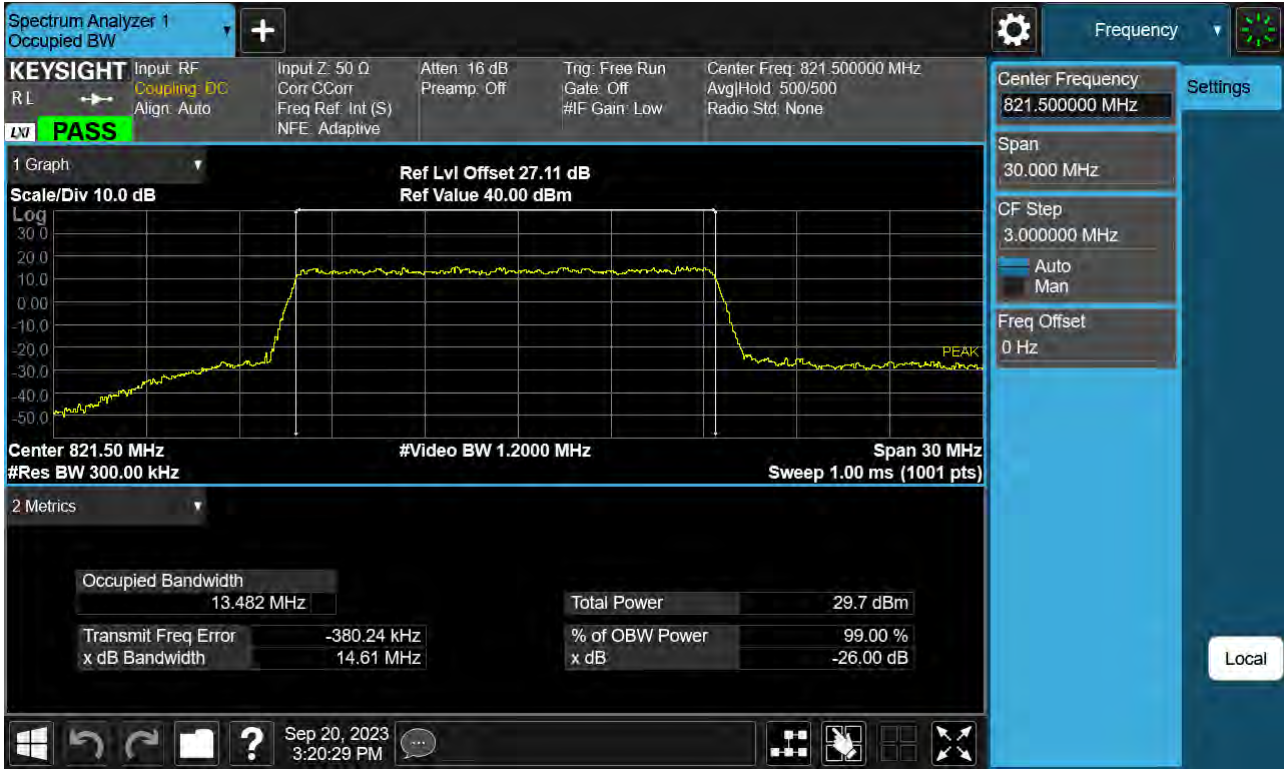 Spectrum Analyzer 1
Occupied BW
+
Frequency
KEYSIGHT
R L
LXI PASS
Input: RF
Coupling: DC
Align: Auto
Input Z: 50 Ω
Corr CCorr
Freq Ref: Int (S)
NFE: Adaptive
Atten: 16 dB
Preamp: Off
Trig: Free Run
Gate: Off
#IF Gain: Low
Center Freq: 821.500000 MHz
Avg|Hold: 500/500
Radio Std: None
1 Graph
Scale/Div 10.0 dB
Ref Lvl Offset 27.11 dB
Ref Value 40.00 dBm
Log
30.0
20.0
10.0
0.00
-10.0
-20.0
-30.0
-40.0
-50.0
PEAK
Center 821.50 MHz
#Video BW 1.2000 MHz
Span 30 MHz
#Res BW 300.00 kHz
Sweep 1.00 ms (1001 pts)
2 Metrics
Occupied Bandwidth
13.482 MHz
Total Power 29.7 dBm
Transmit Freq Error -380.24 kHz
% of OBW Power 99.00 %
x dB Bandwidth 14.61 MHz
x dB -26.00 dB
Center Frequency
821.500000 MHz
Settings
Span
30.000 MHz
CF Step
3.000000 MHz
Auto
Man
Freq Offset
0 Hz
Local
?
Sep 20, 2023
3:20:29 PM